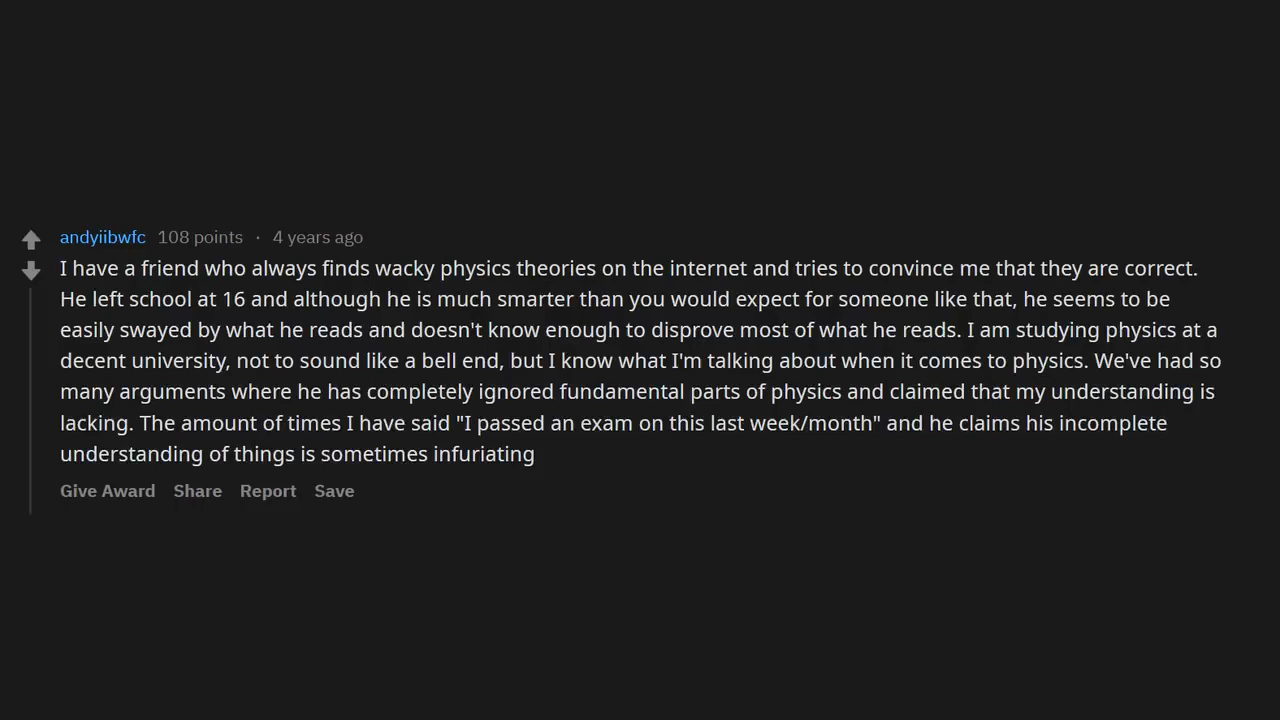 andyiibwfc 108 points · 4 years ago
I have a friend who always finds wacky physics theories on the internet and tries to convince me that they are correct.
He left school at 16 and although he is much smarter than you would expect for someone like that, he seems to be
easily swayed by what he reads and doesn't know enough to disprove most of what he reads. I am studying physics at a
decent university, not to sound like a bell end, but I know what I'm talking about when it comes to physics. We've had so
many arguments where he has completely ignored fundamental parts of physics and claimed that my understanding is
lacking. The amount of times I have said "I passed an exam on this last week/month" and he claims his incomplete
understanding of things is sometimes infuriating
Give Award Share Report Save